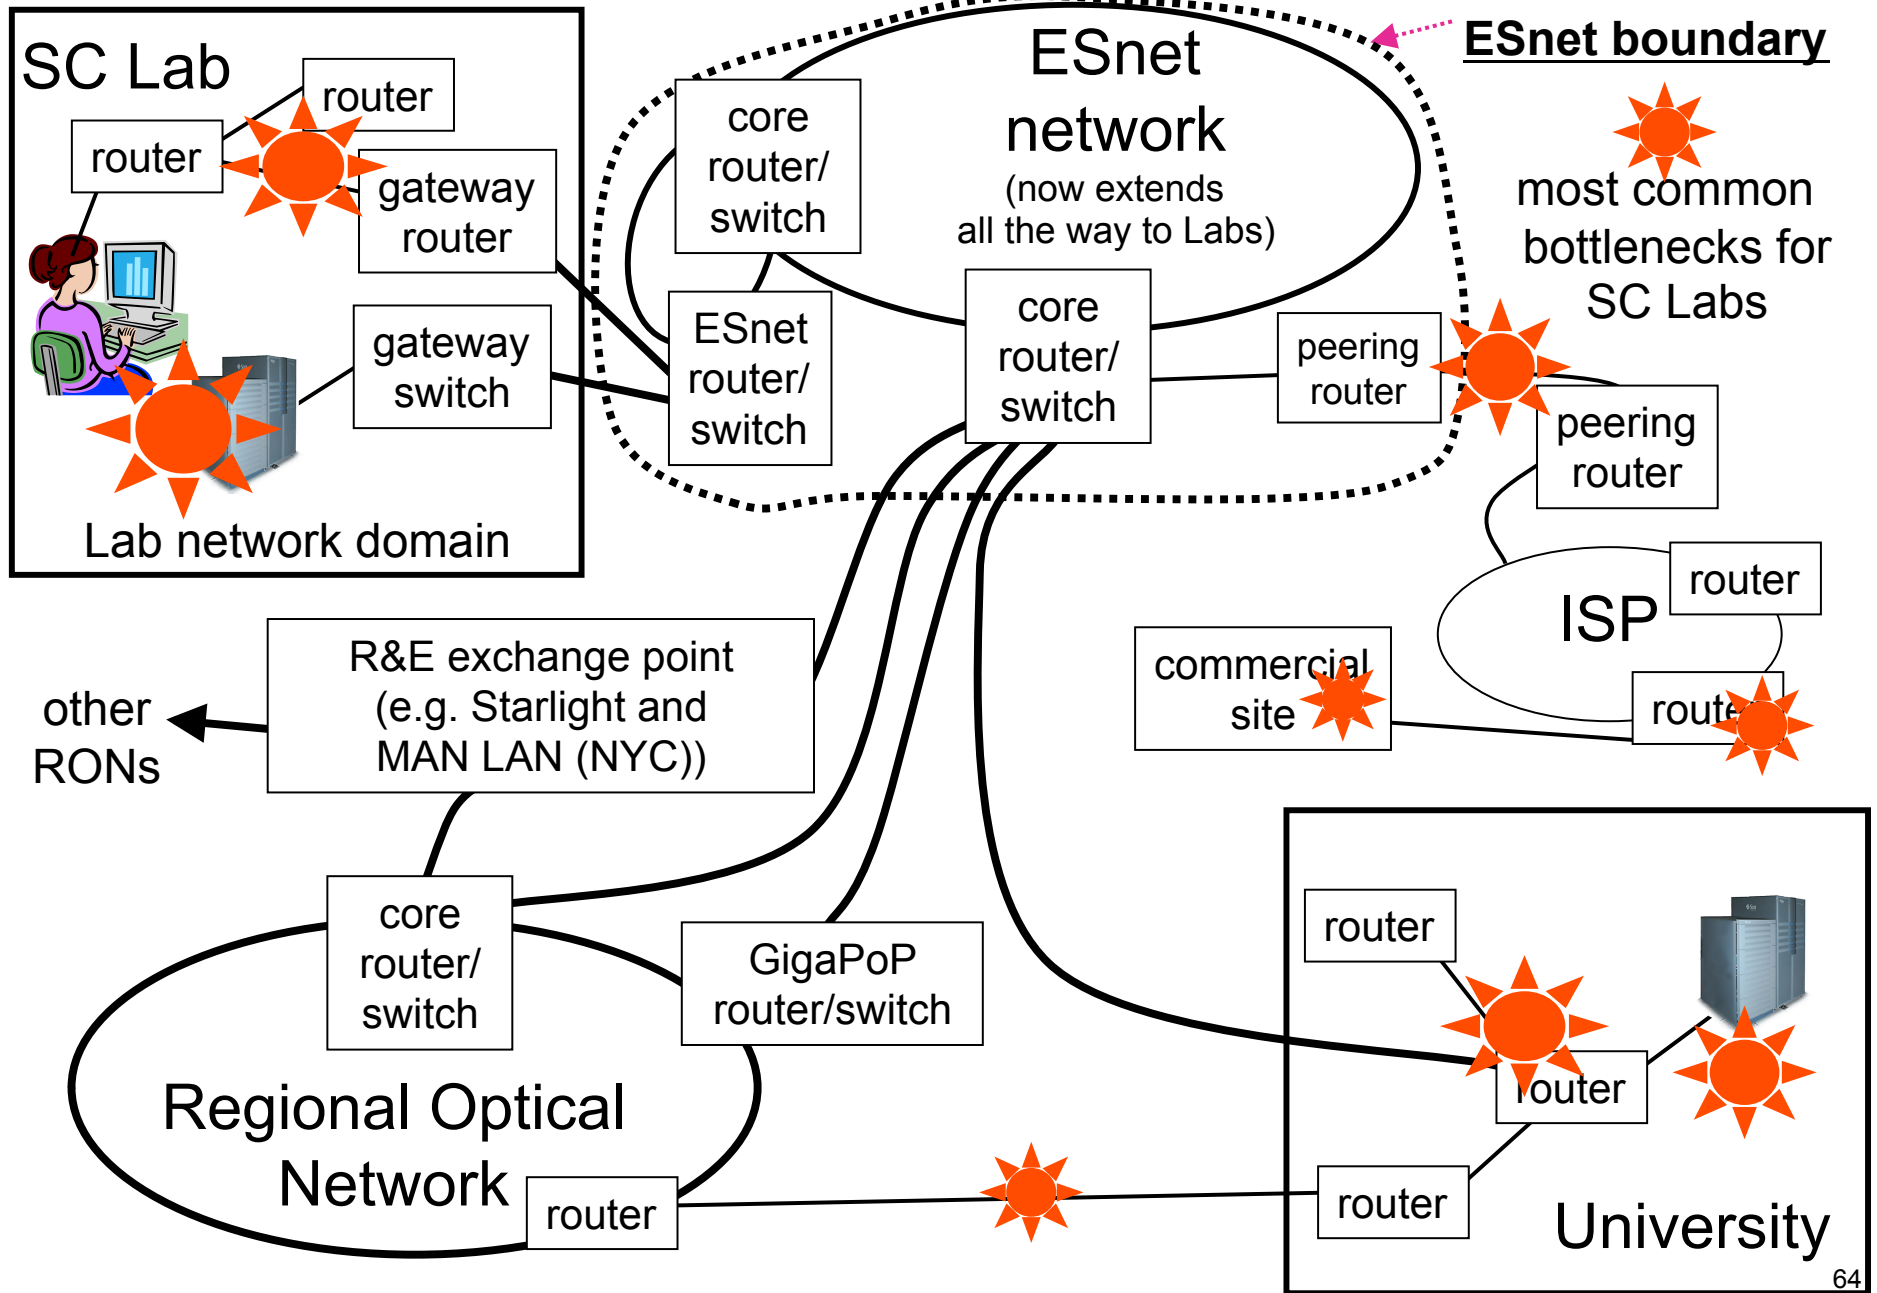 SC Lab
router
router
gateway
router
gateway
switch
Lab network domain
core
router/
switch
ESnet
router/
switch
ESnet
network
(now extends
all the way to Labs)
core
router/
switch
peering
router
ESnet boundary
most common
bottlenecks for
SC Labs
peering
router
ISP
router
router
commercial
site
R&E exchange point
(e.g. Starlight and
MAN LAN (NYC))
other
RONs
core
router/
switch
GigaPoP
router/switch
Regional Optical
Network
router
router
router
router
University
64